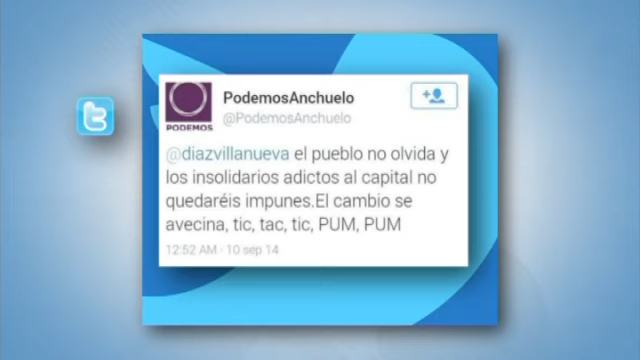 PodemosAnchuelo
PODEMOS
@PodemosAnchuelo
@diazvillanueva el pueblo no olvida y
los insolidarios adictos al capital no
quedaréis impunes.El cambio se
avecina, tic, tac, tic, PUM, PUM
12:52 AM · 10 sep 14